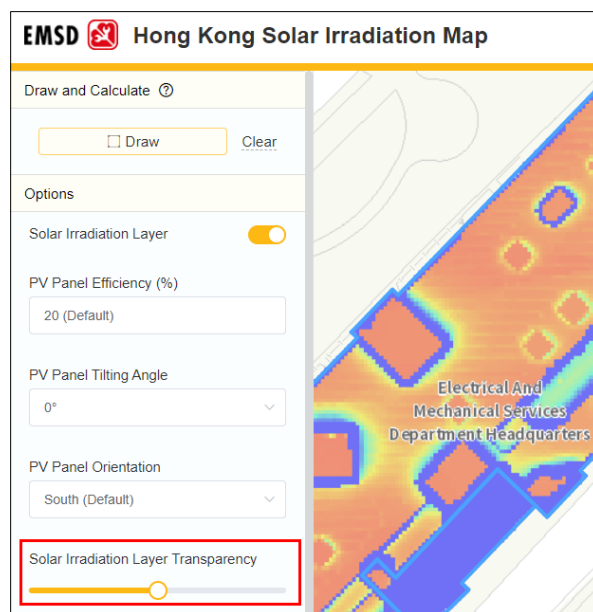 EMSD Hong Kong Solar Irradiation Map
Draw and Calculate
Draw Clear
Options
Solar Irradiation Layer
PV Panel Efficiency (%)
20 (Default)
PV Panel Tilting Angle
0°
PV Panel Orientation
South (Default)
Solar Irradiation Layer Transparency
Electrical And
Mechanical Services
Department Headquarters